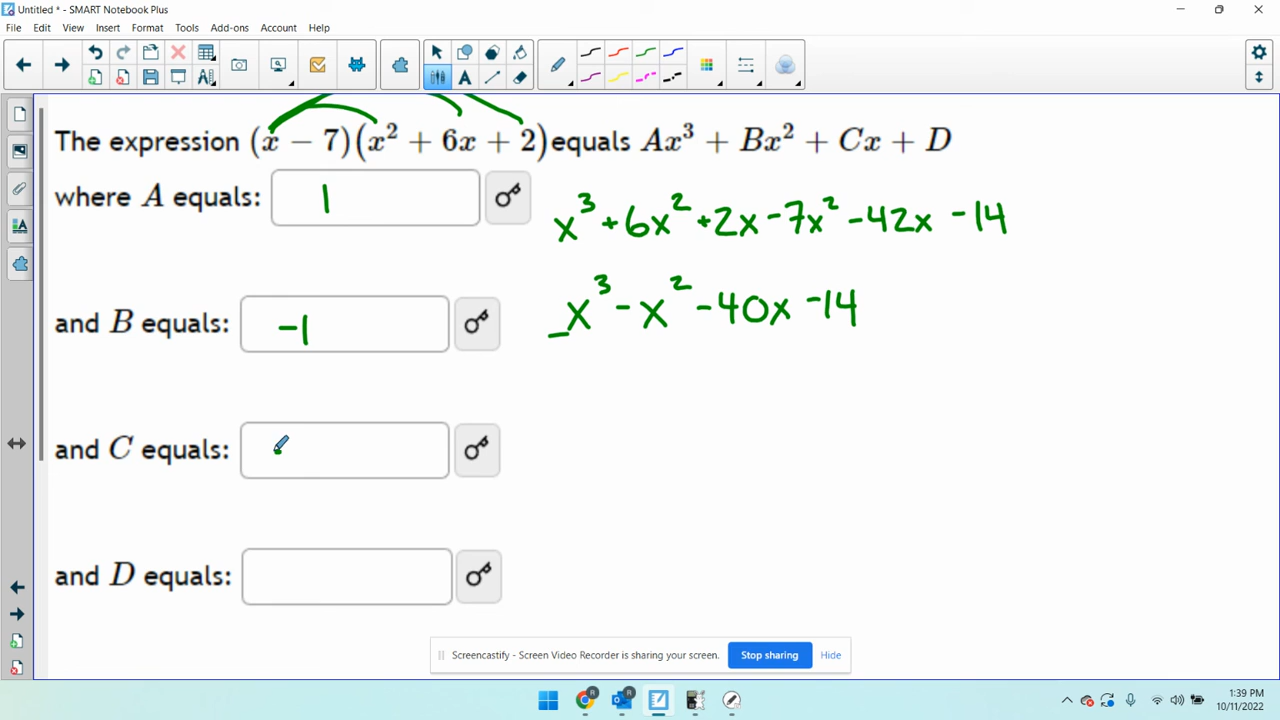 Untitled * - SMART Notebook Plus
File Edit View Insert Format Tools Add-ons Account Help
The expression (x − 7)(x² + 6x + 2) equals Ax³ + Bx² + Cx + D
where A equals: 1
x³ + 6x² + 2x - 7x² - 42x - 14
x³ - x² - 40x - 14
and B equals: -1
and C equals:
and D equals:
Screencastify - Screen Video Recorder is sharing your screen. Stop sharing Hide
1:39 PM
10/11/2022